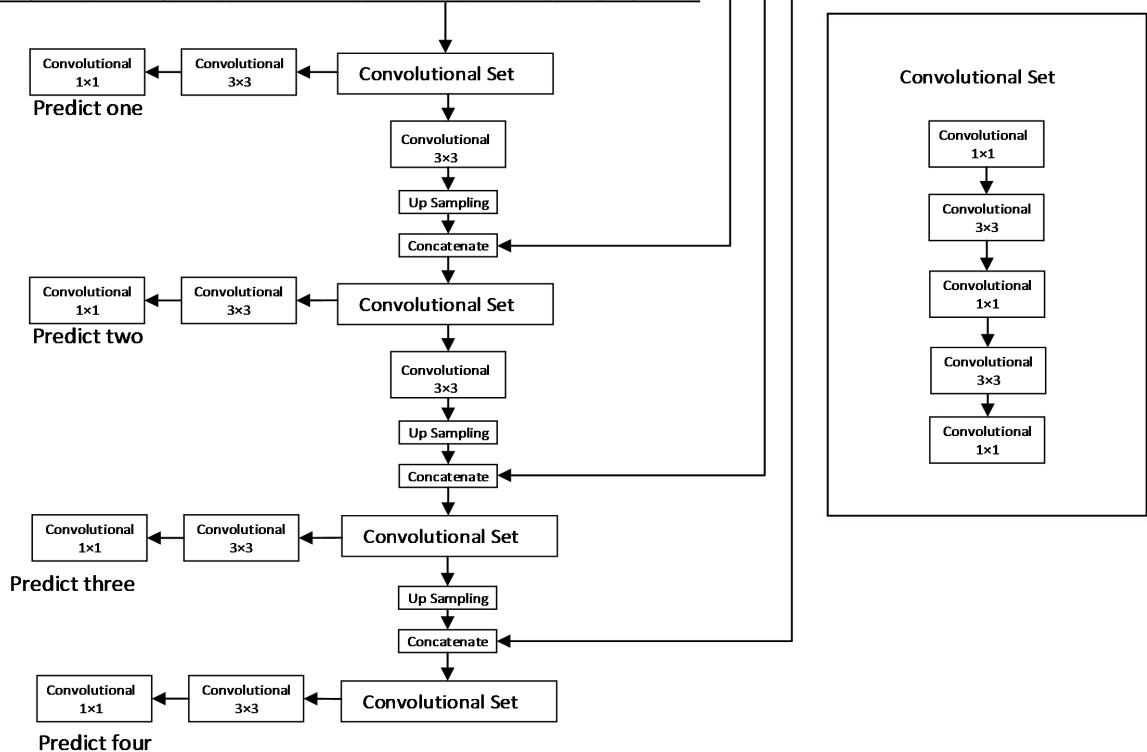 Convolutional
1×1
Convolutional
3×3
Convolutional Set
Predict one
Convolutional
3×3
Up Sampling
Concatenate
Convolutional
1×1
Convolutional
3×3
Convolutional Set
Predict two
Convolutional
3×3
Up Sampling
Concatenate
Convolutional
1×1
Convolutional
3×3
Convolutional Set
Predict three
Up Sampling
Concatenate
Convolutional
1×1
Convolutional
3×3
Convolutional Set
Predict four
Convolutional Set
Convolutional
1×1
Convolutional
3×3
Convolutional
1×1
Convolutional
3×3
Convolutional
1×1